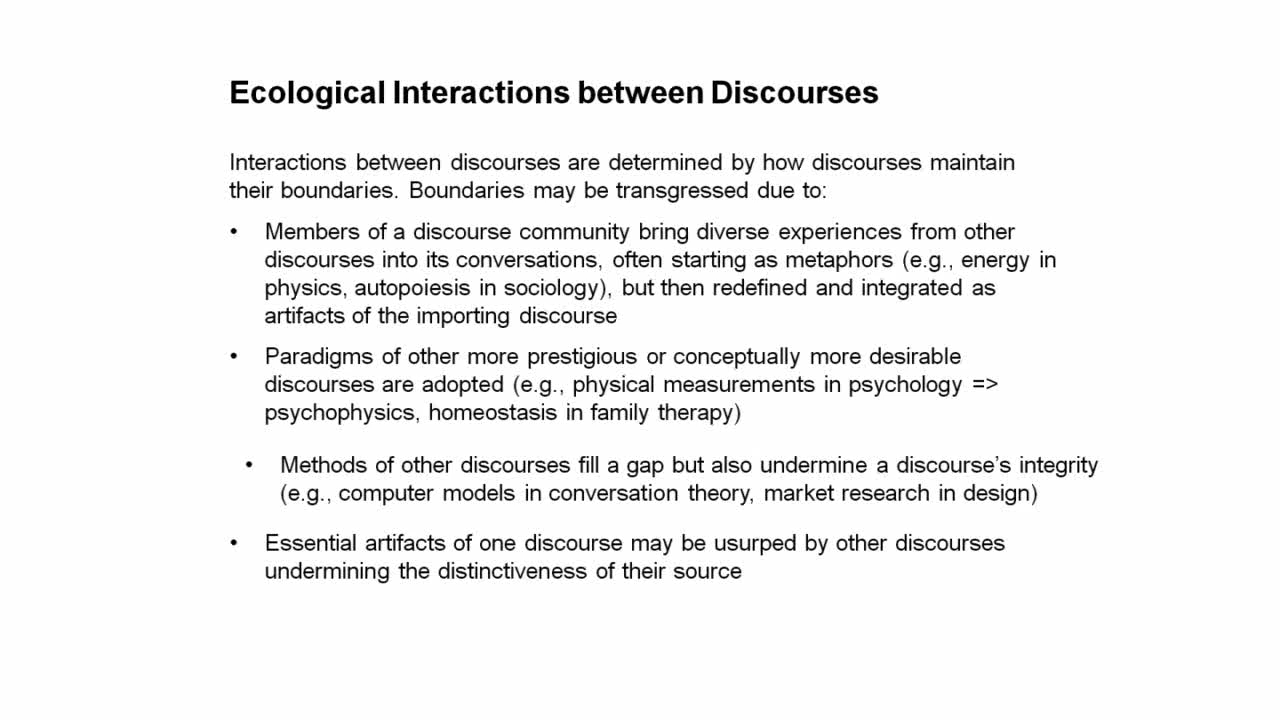 Ecological Interactions between Discourses
Interactions between discourses are determined by how discourses maintain
their boundaries. Boundaries may be transgressed due to:
• Members of a discourse community bring diverse experiences from other
discourses into its conversations, often starting as metaphors (e.g., energy in
physics, autopoiesis in sociology), but then redefined and integrated as
artifacts of the importing discourse
• Paradigms of other more prestigious or conceptually more desirable
discourses are adopted (e.g., physical measurements in psychology =>
psychophysics, homeostasis in family therapy)
• Methods of other discourses fill a gap but also undermine a discourse’s integrity
(e.g., computer models in conversation theory, market research in design)
• Essential artifacts of one discourse may be usurped by other discourses
undermining the distinctiveness of their source